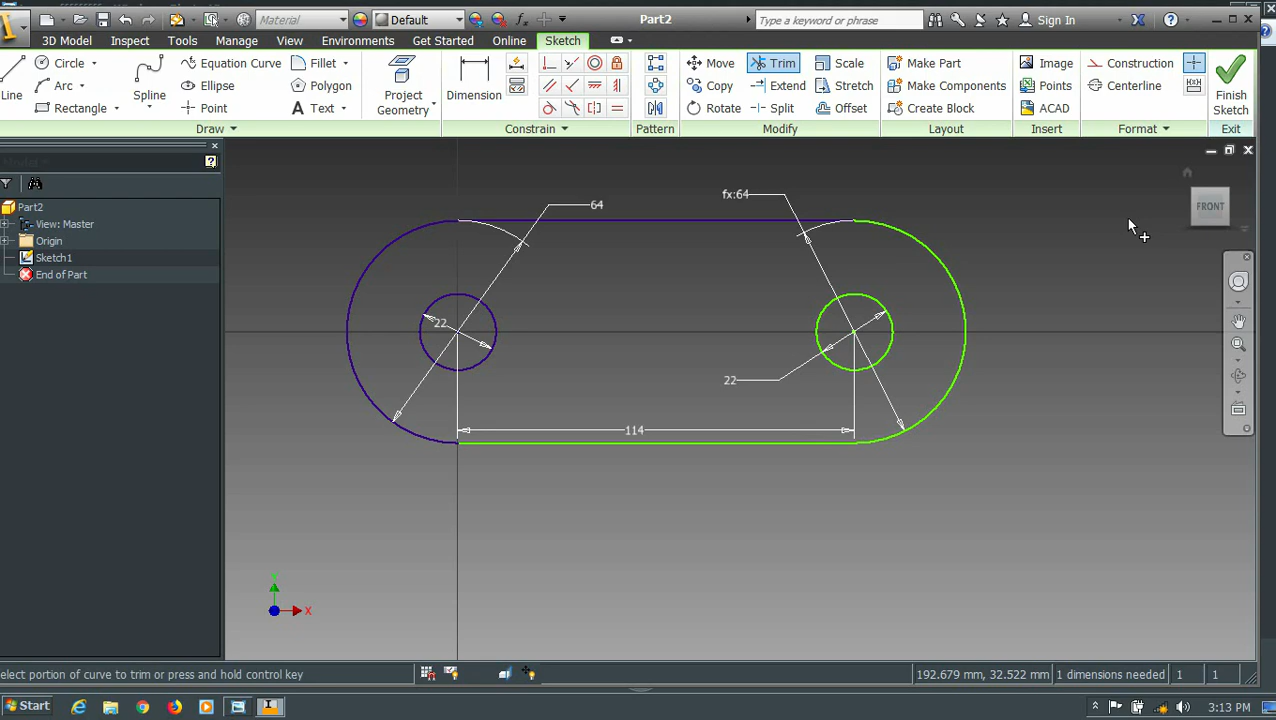 Material Default Part2 Type a keyword or phrase Sign In
3D Model Inspect Tools Manage View Environments Get Started Online Sketch
Circle Equation Curve Fillet Move Trim Scale Make Part Image Construction
Arc Ellipse Polygon Copy Extend Stretch Make Components Points Centerline
Line Spline Project Geometry Dimension Finish Sketch
Rectangle Point Text Rotate Split Offset Create Block ACAD
Draw Constrain Pattern Modify Layout Insert Format Exit
Part2
View: Master
Origin
Sketch1
End of Part
FRONT
fx:64
64
22
22
114
Y
X
elect portion of curve to trim or press and hold control key
192.679 mm, 32.522 mm 1 dimensions needed 1 1
Start 3:13 PM